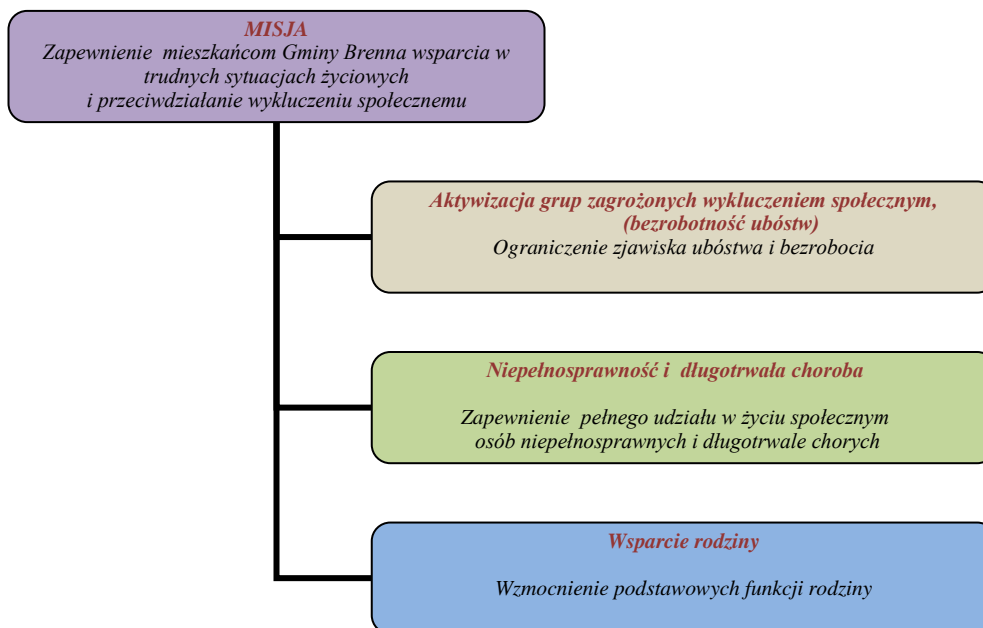 MISJA
Zapewnienie mieszkańcom Gminy Brenna wsparcia w
trudnych sytuacjach życiowych
i przeciwdziałanie wykluczeniu społecznemu
Aktywizacja grup zagrożonych wykluczeniem społecznym,
(bezrobotność ubóstw)
Ograniczenie zjawiska ubóstwa i bezrobocia
Niepełnosprawność i długotrwała choroba
Zapewnienie pełnego udziału w życiu społecznym
osób niepełnosprawnych i długotrwale chorych
Wsparcie rodziny
Wzmocnienie podstawowych funkcji rodziny